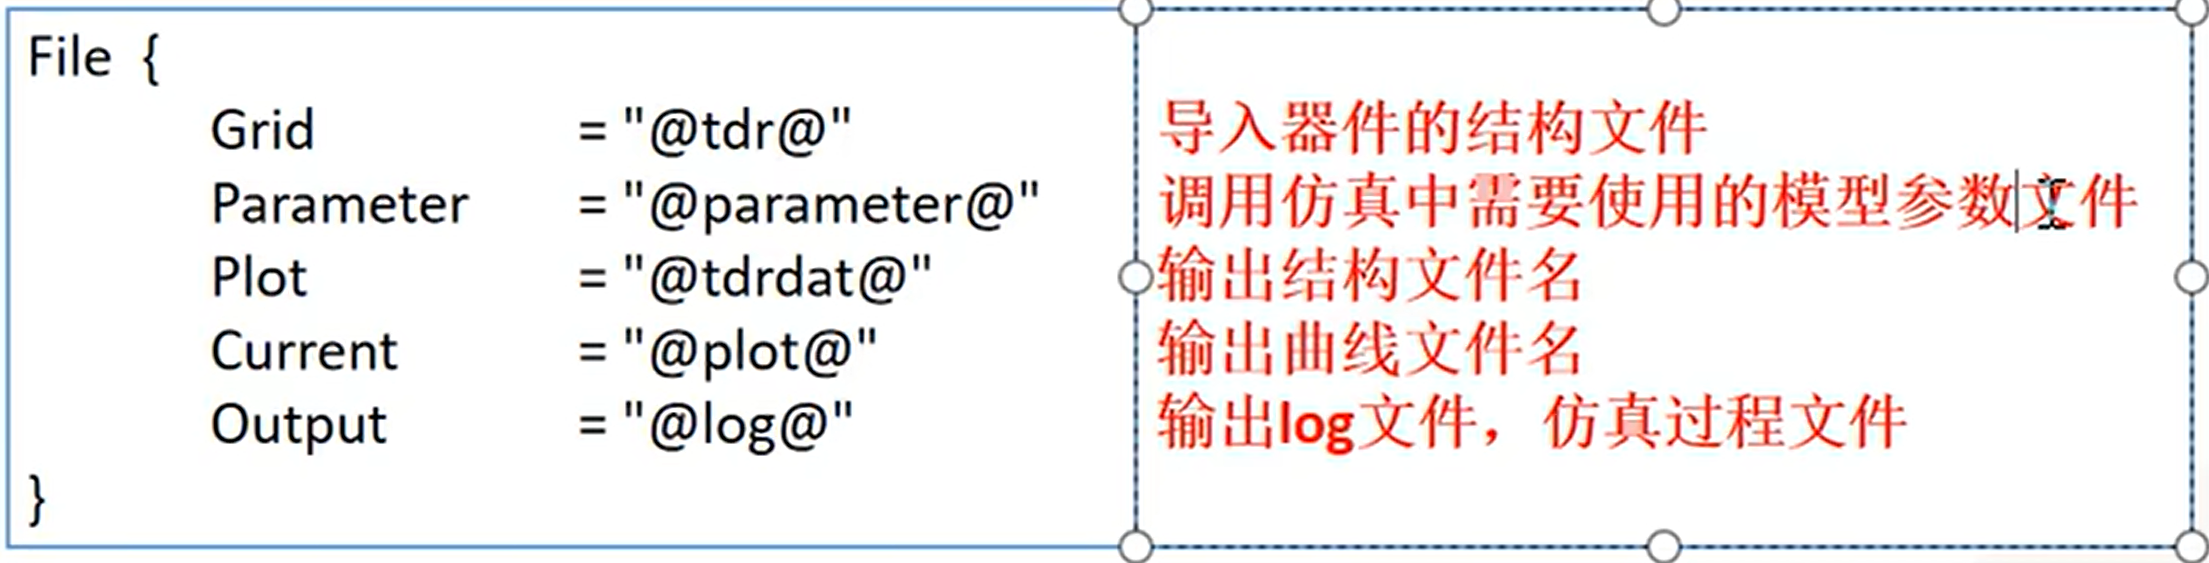 File {
Grid = "@tdr@" 导入器件的结构文件
Parameter = "@parameter@" 调用仿真中需要使用的模型参数文件
Plot = "@tdrdat@" 输出结构文件名
Current = "@plot@" 输出曲线文件名
Output = "@log@" 输出log文件，仿真过程文件
}